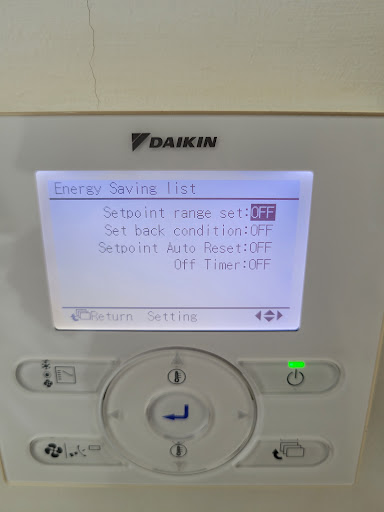 DAIKIN
Energy Saving list
Setpoint range set:OFF
Set back condition:OFF
Setpoint Auto Reset:OFF
Off Timer:OFF
Return Setting